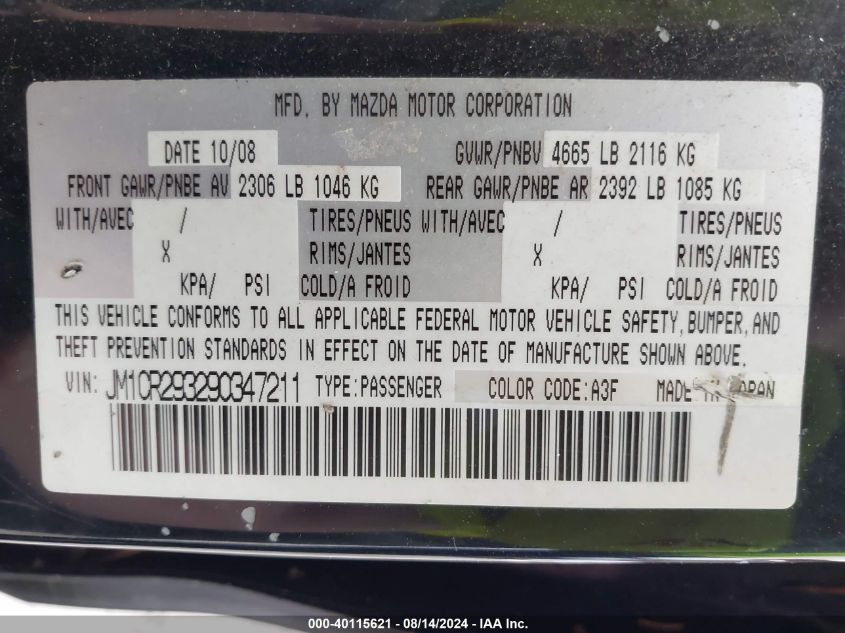 MFD. BY MAZDA MOTOR CORPORATION
DATE 10/08 GVWR/PNBV 4665 LB 2116 KG
FRONT GAWR/PNBE AV 2306 LB 1046 KG REAR GAWR/PNBE AR 2392 LB 1085 KG
WITH/AVEC / TIRES/PNEUS WITH/AVEC / TIRES/PNEUS
X RIMS/JANTES X RIMS/JANTES
KPA/ PSI COLD/A FROID KPA/ PSI COLD/A FROID
THIS VEHICLE CONFORMS TO ALL APPLICABLE FEDERAL MOTOR VEHICLE SAFETY, BUMPER, AND
THEFT PREVENTION STANDARDS IN EFFECT ON THE DATE OF MANUFACTURE SHOWN ABOVE.
VIN: JM1CR293290347211 TYPE:PASSENGER COLOR CODE:A3F MADE IN JAPAN
000-40115621 - 08/14/2024 - IAA Inc.